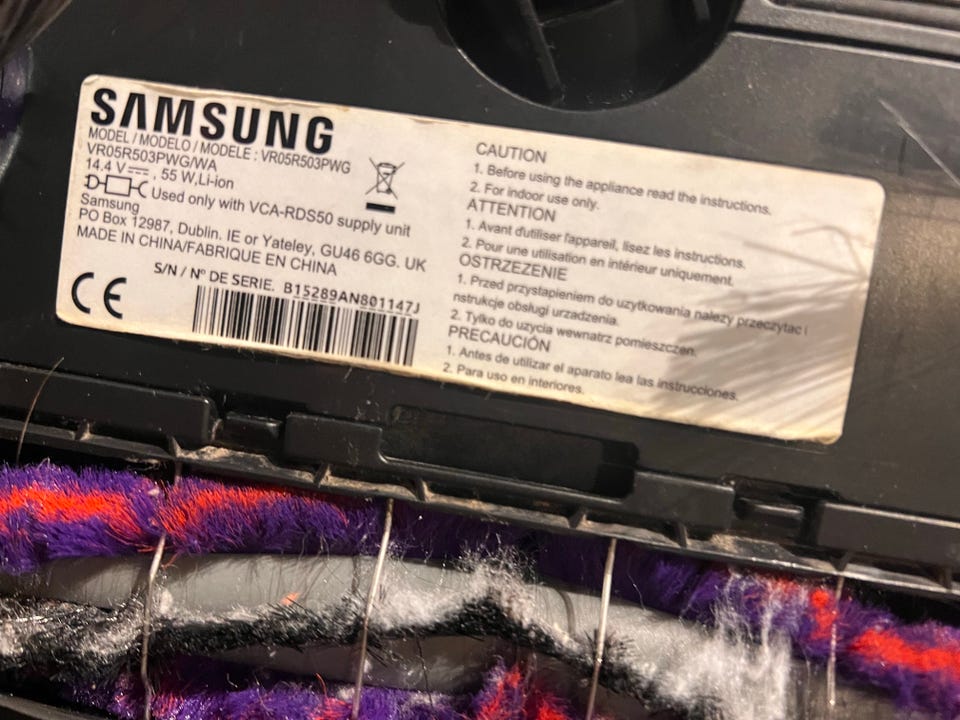 SAMSUNG
MODEL / MODELO / MODELE : VR05R503PWG
VR05R503PWG/WA
14.4 V , 55 W,Li-ion
Used only with VCA-RDS50 supply unit
Samsung
PO Box 12987, Dublin. IE or Yateley, GU46 6GG. UK
MADE IN CHINA/FABRIQUE EN CHINA
S/N / Nº DE SERIE. B15289AN801147J
CE
CAUTION
1. Before using the appliance read the instructions.
2. For indoor use only.
ATTENTION
1. Avant d'utiliser l'appareil, lisez les instructions.
2. Pour une utilisation en intérieur uniquement.
OSTRZEZENIE
1. Przed przystapieniem do uzytkowania nalezy przeczytac i
nstrukcje obslugi urzadzenia.
2. Tylko do uzycia wewnatrz pomieszczen.
PRECAUCIÓN
1. Antes de utilizar el aparato lea las instrucciones.
2. Para uso en interiores.